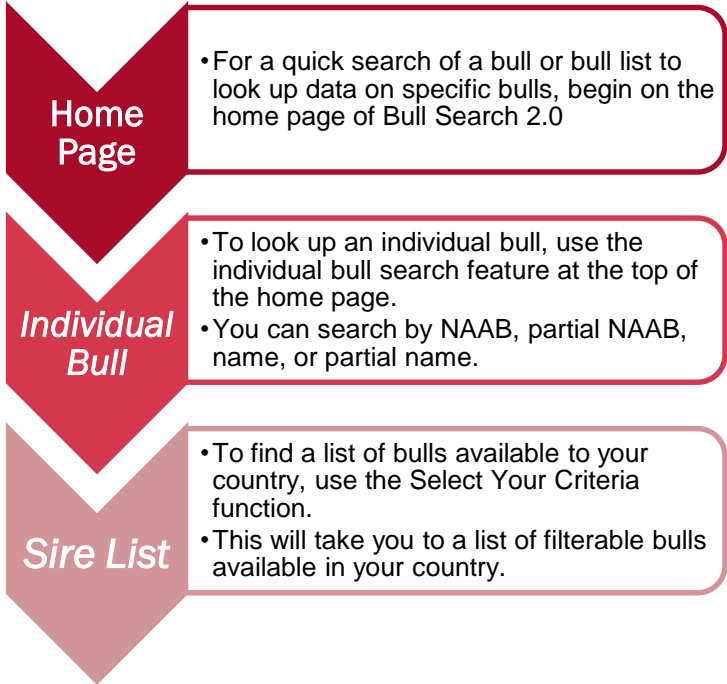 Home
Page
•For a quick search of a bull or bull list to
look up data on specific bulls, begin on the
home page of Bull Search 2.0
Individual
Bull
•To look up an individual bull, use the
individual bull search feature at the top of
the home page.
•You can search by NAAB, partial NAAB,
name, or partial name.
Sire List
•To find a list of bulls available to your
country, use the Select Your Criteria
function.
•This will take you to a list of filterable bulls
available in your country.